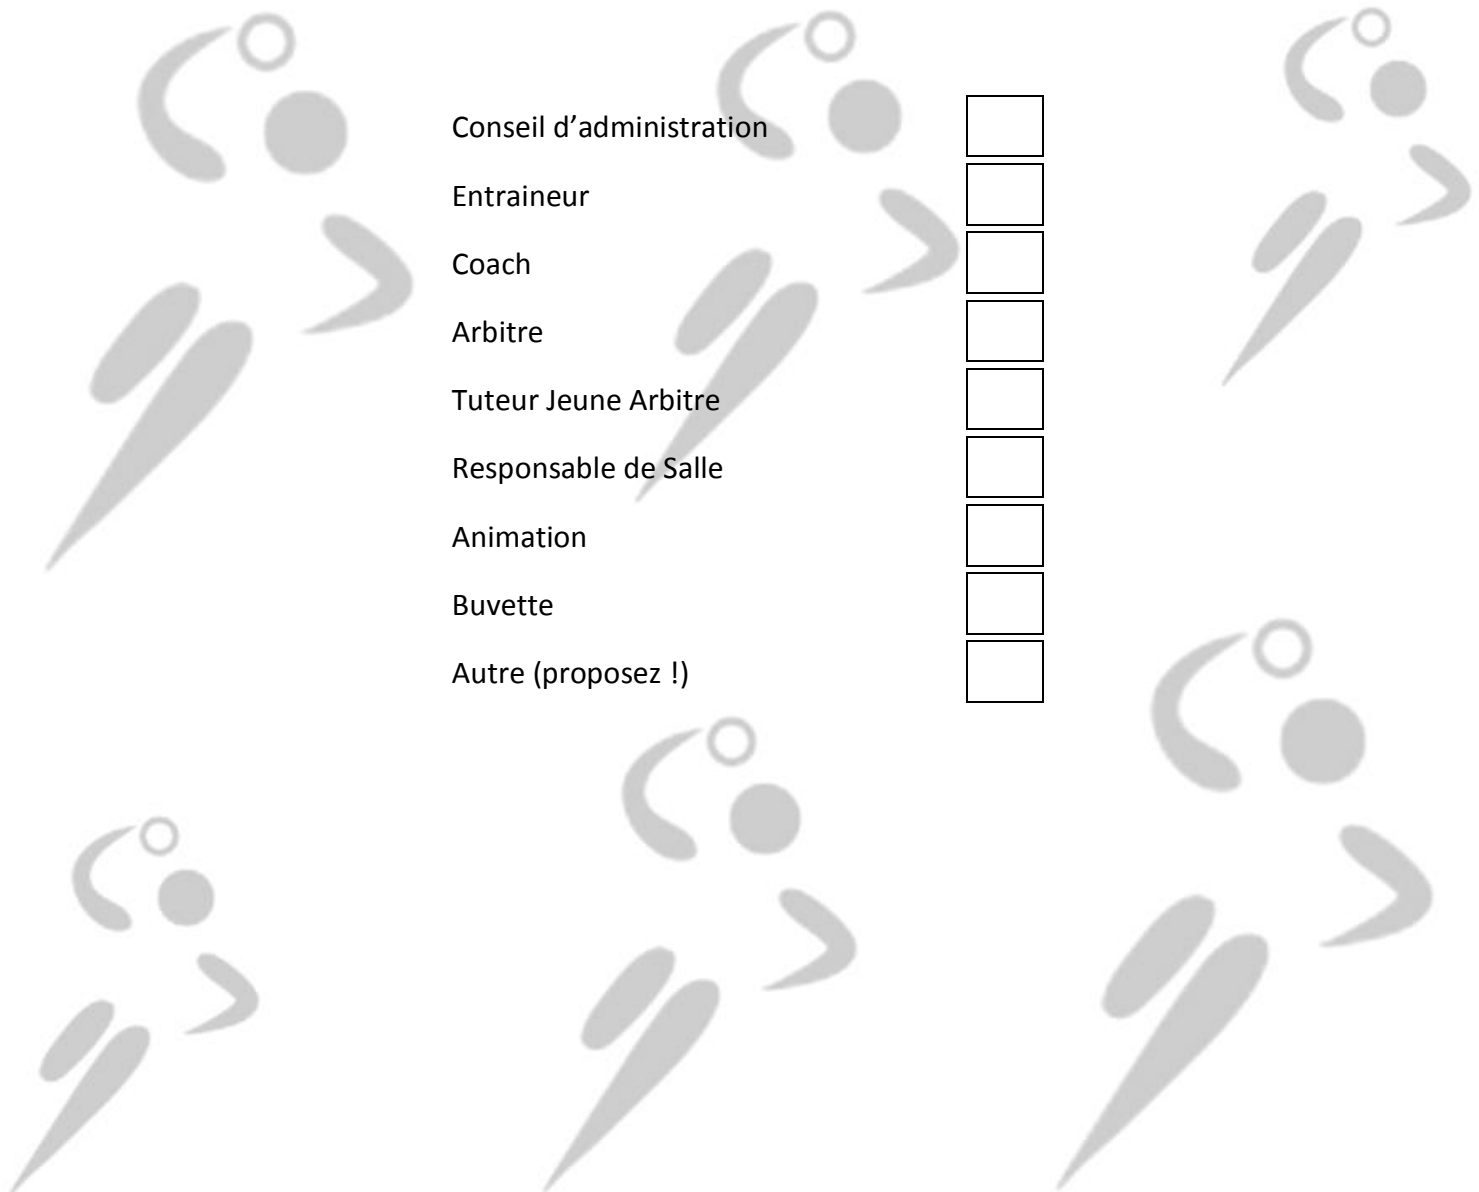 Conseil d’administration
Entraineur
Coach
Arbitre
Tuteur Jeune Arbitre
Responsable de Salle
Animation
Buvette
Autre (proposez !)